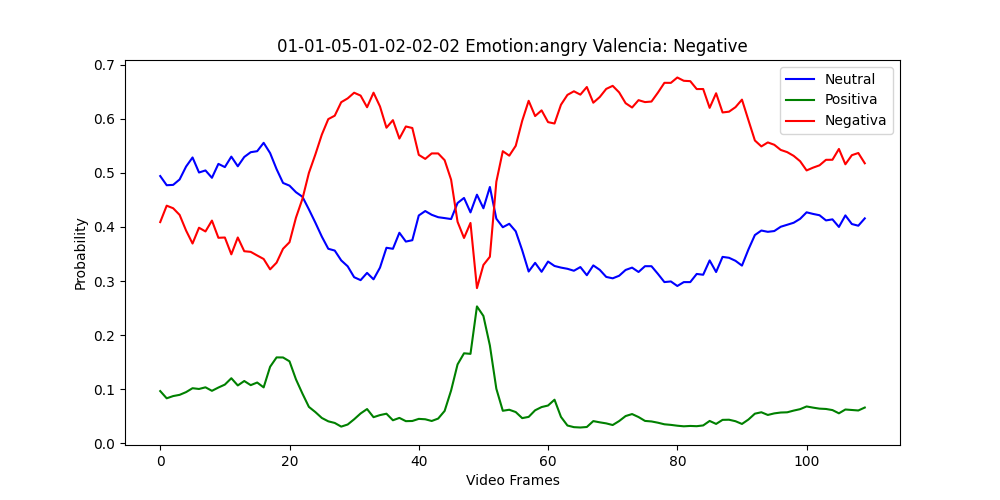 01-01-05-01-02-02-02 Emotion:angry Valencia: Negative
Neutral
Positiva
Negativa
Probability
0.7
0.6
0.5
0.4
0.3
0.2
0.1
0.0
0 20 40 60 80 100
Video Frames